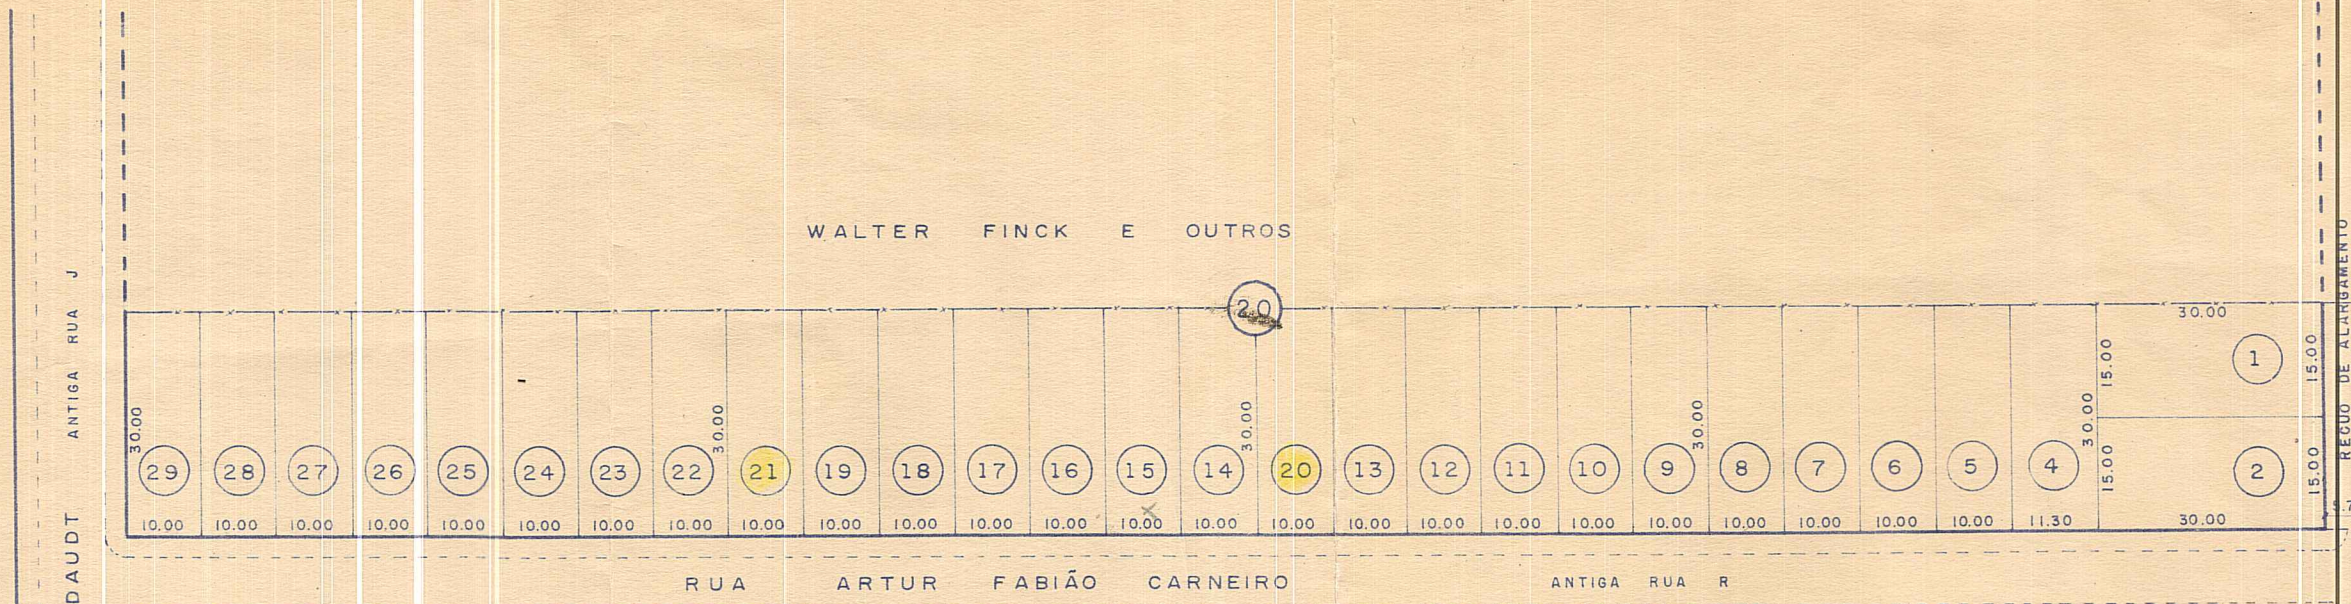 WALTER FINCK E OUTROS
20
30.00
1
15.00
15.00
30.00
30.00
30.00
30.00
30.00
29 28 27 26 25 24 23 22 21 19 18 17 16 15 14 20 13 12 11 10 9 8 7 6 5 4
15.00
2
15.00
10.00 10.00 10.00 10.00 10.00 10.00 10.00 10.00 10.00 10.00 10.00 10.00 10.00 10.00 10.00 10.00 10.00 10.00 10.00 10.00 10.00 10.00 10.00 10.00 10.00 11.30 30.00
RUA ARTUR FABIÃO CARNEIRO ANTIGA RUA R
DAUDT ANTIGA RUA J
RECUO DE ALARGAMENTO